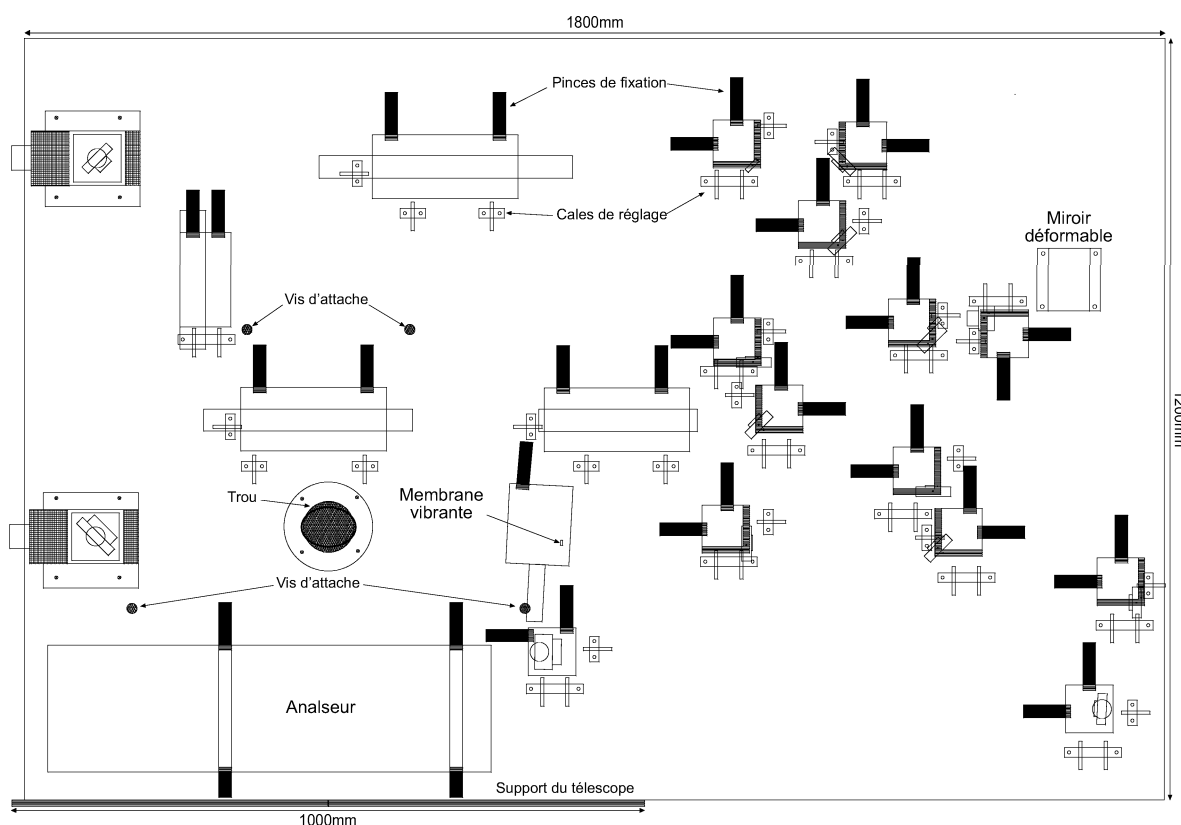 1800mm
Pinces de fixation
Cales de réglage
Miroir
déformable
Vis d'attache
1200mm
Trou
Membrane
vibrante
Vis d'attache
Analseur
Support du télescope
1000mm